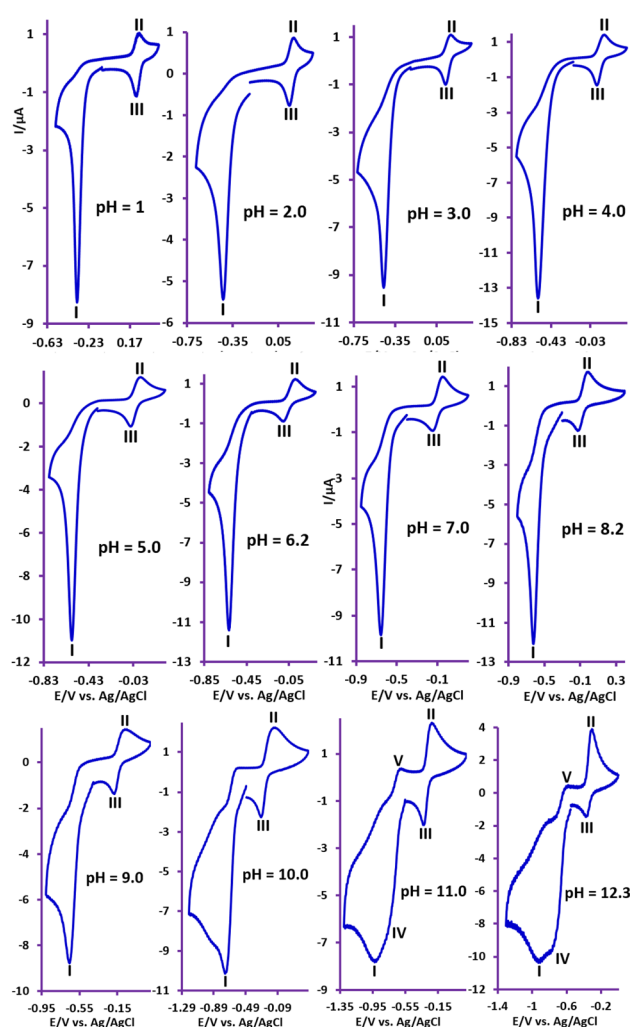 II
1
-1
III
I/µA
-3
pH = 1
-5
-7
I
-9
-0.63 -0.23 0.17
II
1
0
-1
III
-2
-3
pH = 2.0
-4
-5
I
-6
-0.75 -0.35 0.05
II
1
-1
III
-3
-5
pH = 3.0
-7
-9
I
-11
-0.75 -0.35 0.05
II
0
III
-3
-6
pH = 4.0
-9
-12
I
-15
-0.83 -0.43 -0.03
II
0
III
-2
-4
-6
pH = 5.0
-8
-10
I
-12
-0.83 -0.43 -0.03
E/V vs. Ag/AgCl
II
1
-1
III
-3
-5
pH = 6.2
-7
-9
-11
I
-13
-0.85 -0.45 -0.05
E/V vs. Ag/AgCl
II
1
-1
III
I/µA
-3
-5
pH = 7.0
-7
-9
I
-11
-0.9 -0.5 -0.1
E/V vs. Ag/AgCl
II
1
-1
III
-3
-5
pH = 8.2
-7
-9
-11
I
-13
-0.9 -0.5 -0.1 0.3
E/V vs. Ag/AgCl
II
0
III
-2
-4
pH = 9.0
-6
-8
I
-10
-0.95 -0.55 -0.15
E/V vs. Ag/AgCl
II
1
-1
III
-3
-5
pH = 10.0
-7
-9
I
-11
-1.29 -0.89 -0.49 -0.09
E/V vs. Ag/AgCl
II
V
1
-1
III
-3
pH = 11.0
-5
IV
-7
I
-9
-1.35 -0.95 -0.55 -0.15
E/V vs. Ag/AgCl
II
4
2
V
0
III
-2
-4
pH = 12.3
-6
-8
IV
-10
I
-12
-1.4 -1 -0.6 -0.2
E/V vs. Ag/AgCl